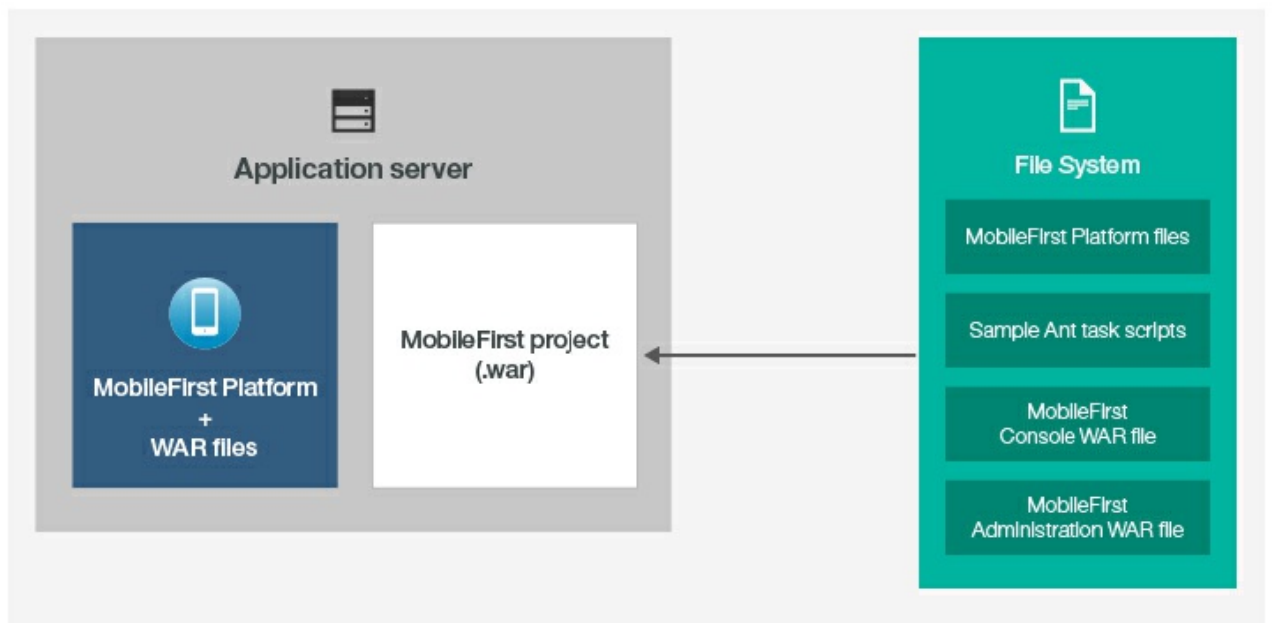 Application server
MobileFirst Platform
+
WAR files
MobileFirst project
(.war)
File System
MobileFirst Platform files
Sample Ant task scripts
MobileFirst
Console WAR file
MobileFirst
Administration WAR file